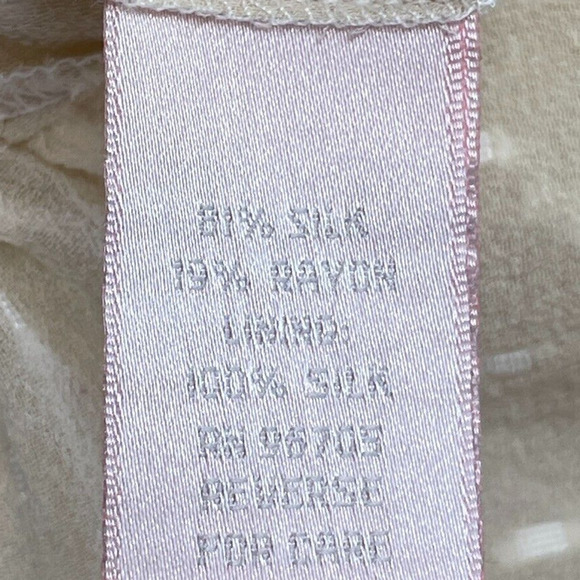 81% SILK
19% RAYON
LINING:
100% SILK
RN 96703
REVERSE
FOR CARE